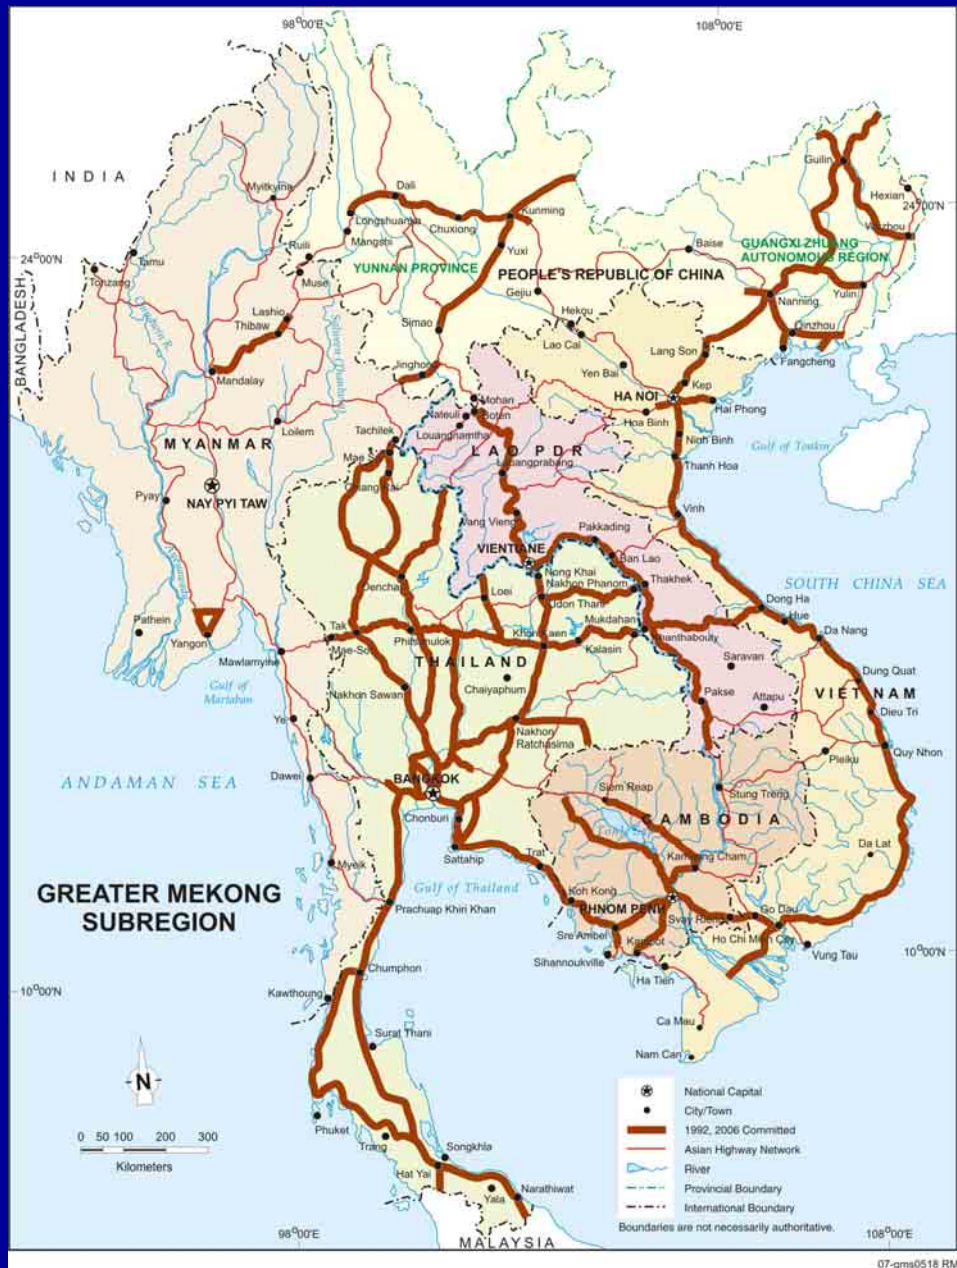 98°00'E
108°00'E
INDIA
Guilin
Hexian
24°00'N
Myitkyina
Dali
Longshuan
Kunming
Chuxiong
Mangshi
Wuzhou
Ruili
Yuxi
Baise
GUANGXI ZHUANG
AUTONOMOUS REGION
24°00'N
Tamu
Tonzang
YUNNAN PROVINCE
PEOPLE'S REPUBLIC OF CHINA
Muse
Gejiu
Nanning
Yulin
BANGLADESH
Lashio
Thibaw
Simao
Hekou
Lao Cai
Qinzhou
Fangcheng
Lang Son
Mandalay
Jinghong
Yen Bai
Kep
HA NOI
Mohan
Hai Phong
Nateuil
Boten
Hoa Binh
Loilem
Tachilek
Louangnamtha
Ninh Binh
Gulf of Tonkin
MYANMAR
Mae Sai
LAO PDR
Louangprabang
Thanh Hoa
Chiang Rai
Pyay
NAY PYI TAW
Vang Vieng
Vinh
Pakkading
VIENTIANE
Ban Lao
Nong Khai
Nakhon Phanom
Thakhek
SOUTH CHINA SEA
Denchai
Loei
Udon Thani
Dong Ha
Pathein
Yangon
Tak
Phitsanulok
Mukdahan
Hue
Khon Kaen
Khanthabouly
Da Nang
Mawlamyine
Mae-Sot
Kalasin
THAILAND
Saravan
Gulf of
Martaban
Chaiyaphum
Dung Quat
Nakhon Sawan
Pakse
Attapu
VIET NAM
Ye
Dieu Tri
Nakhon
Ratchasima
Quy Nhon
Pleiku
ANDAMAN SEA
Dawei
BANGKOK
Siem Reap
Stung Treng
Chonburi
CAMBODIA
Da Lat
Sattahip
Trat
Kampong Cham
Myeik
Gulf of Thailand
Koh Kong
GREATER MEKONG
SUBREGION
Prachuap Khiri Khan
PHNOM PENH
Svay Rieng
Go Dau
Sre Ambel
Kampot
Ho Chi Minh City
Vung Tau
10°00'N
Sihannoukville
Ha Tien
Chumphon
10°00'N
Kawthoung
Ca Mau
Surat Thani
Nam Can
N
National Capital
City/Town
Phuket
1992, 2006 Committed
0 50 100 200 300
Trang
Songkhla
Asian Highway Network
Kilometers
Hat Yai
River
Yala
Narathiwat
Provincial Boundary
International Boundary
Boundaries are not necessarily authoritative.
98°00'E
MALAYSIA
108°00'E
07-gms0518 RM